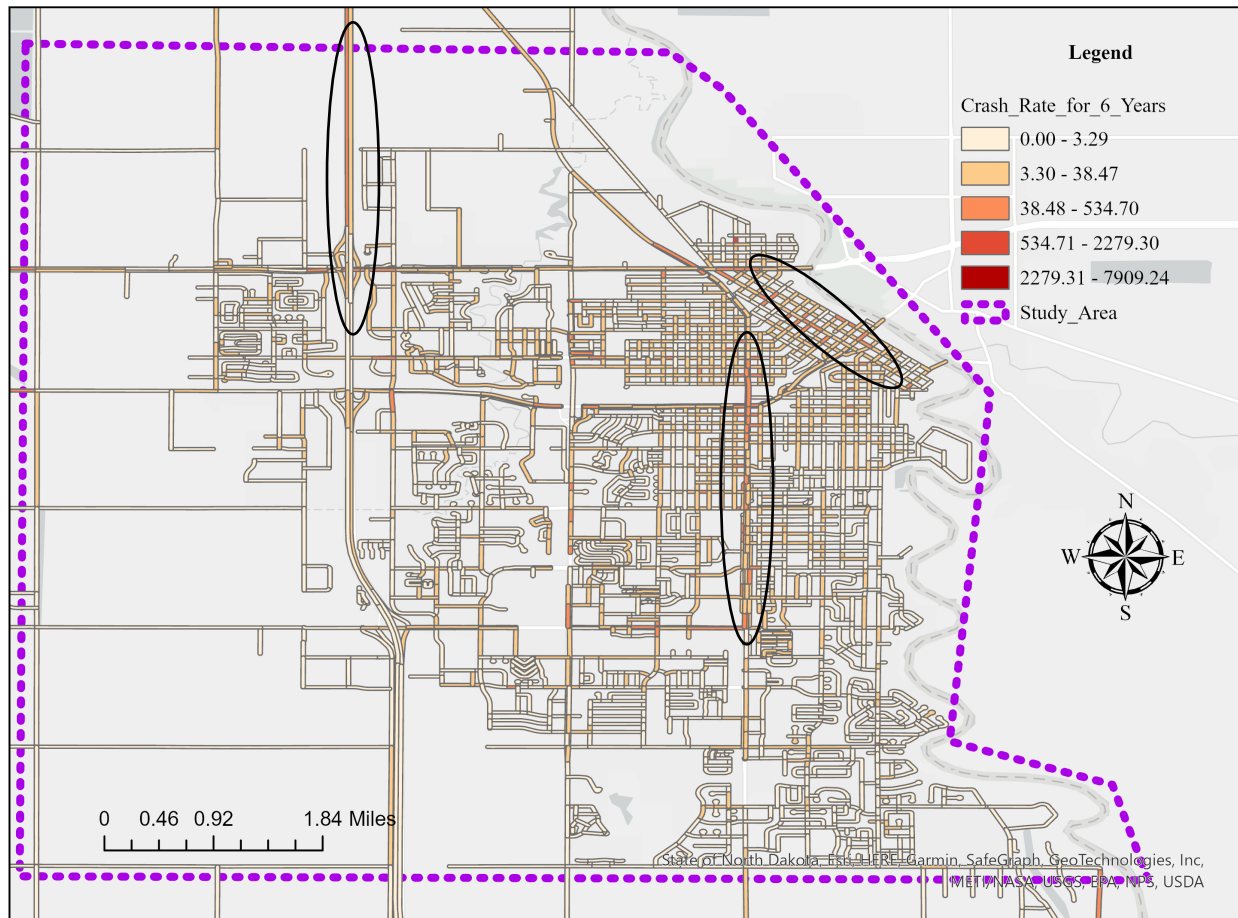 Legend
Crash_Rate_for_6_Years
0.00 - 3.29
3.30 - 38.47
38.48 - 534.70
534.71 - 2279.30
2279.31 - 7909.24
Study_Area
N
W E
S
0 0.46 0.92 1.84 Miles
State of North Dakota, Esri, HERE, Garmin, SafeGraph, GeoTechnologies, Inc,
METI/NASA, USGS, EPA, NPS, USDA